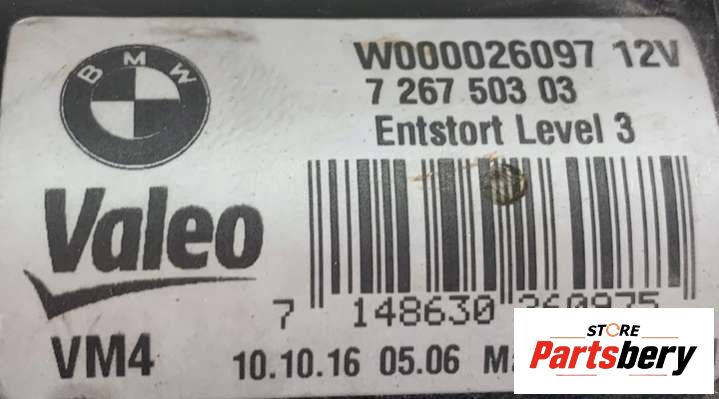 BMW
W000026097 12V
7 267 503 03
Entstort Level 3
Valeo
7 148630 260975
VM4
10.10.16 05.06
STORE
Partsbery